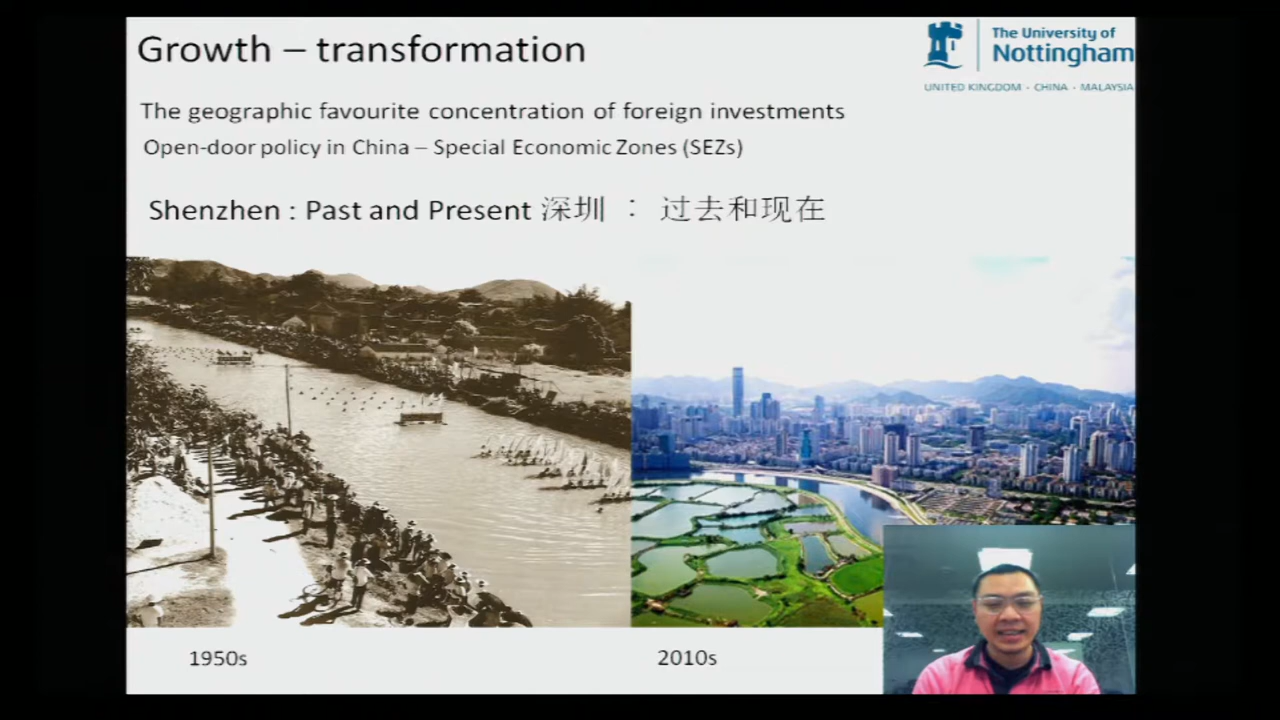 Growth – transformation
The University of
Nottingham
UNITED KINGDOM · CHINA · MALAYSIA
The geographic favourite concentration of foreign investments
Open-door policy in China – Special Economic Zones (SEZs)
Shenzhen : Past and Present 深圳 ： 过去和现在
1950s
2010s